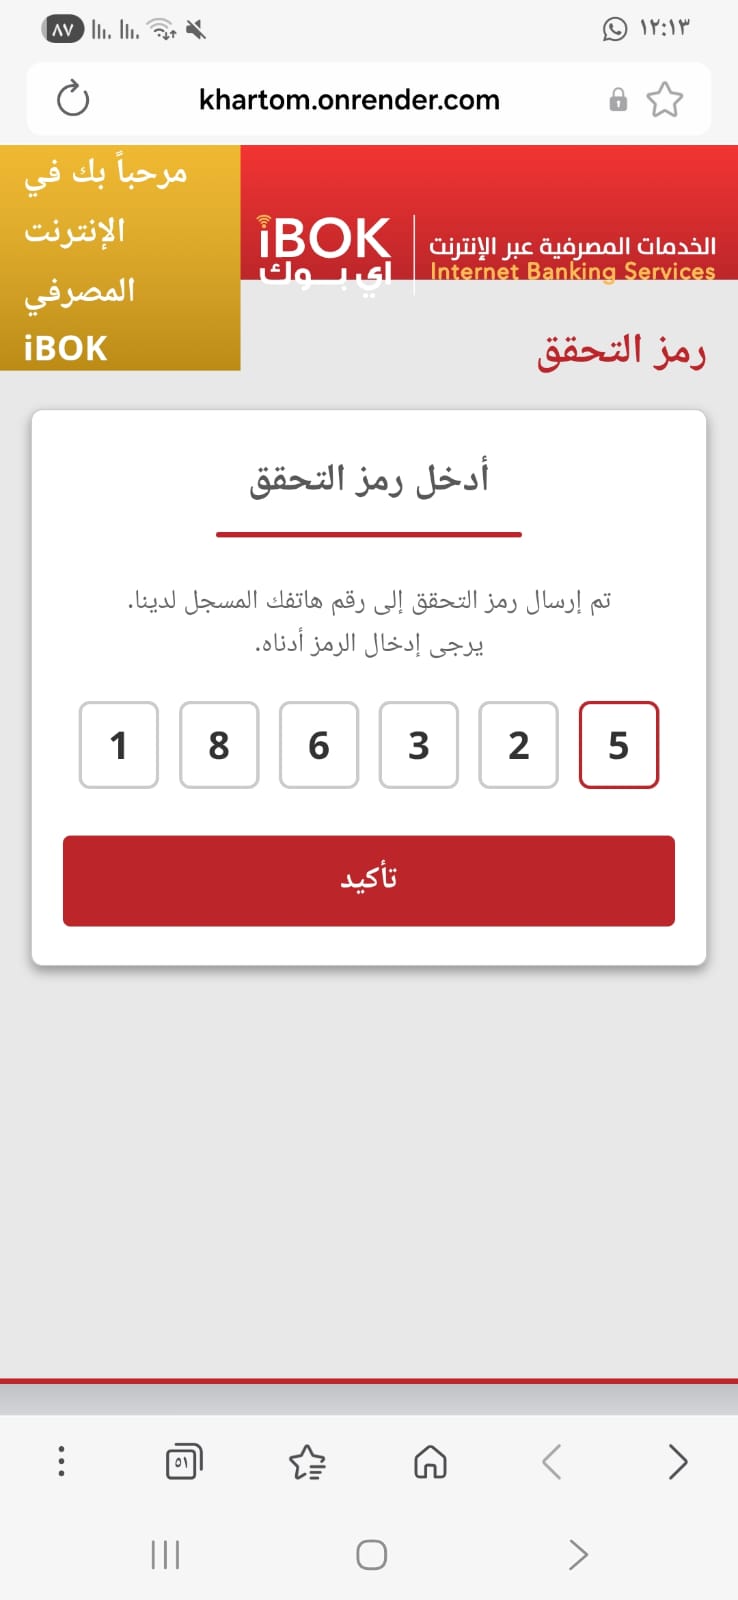 ١٢:١٣
٨٧
khartom.onrender.com
مرحباً بك في
الإنترنت
المصرفي
iBOK
iBOK
اي بــوك
الخدمات المصرفية عبر الإنترنت
Internet Banking Services
رمز التحقق
أدخل رمز التحقق
تم إرسال رمز التحقق إلى رقم هاتفك المسجل لدينا.
يرجى إدخال الرمز أدناه.
1 8 6 3 2 5
تأكيد
٥١